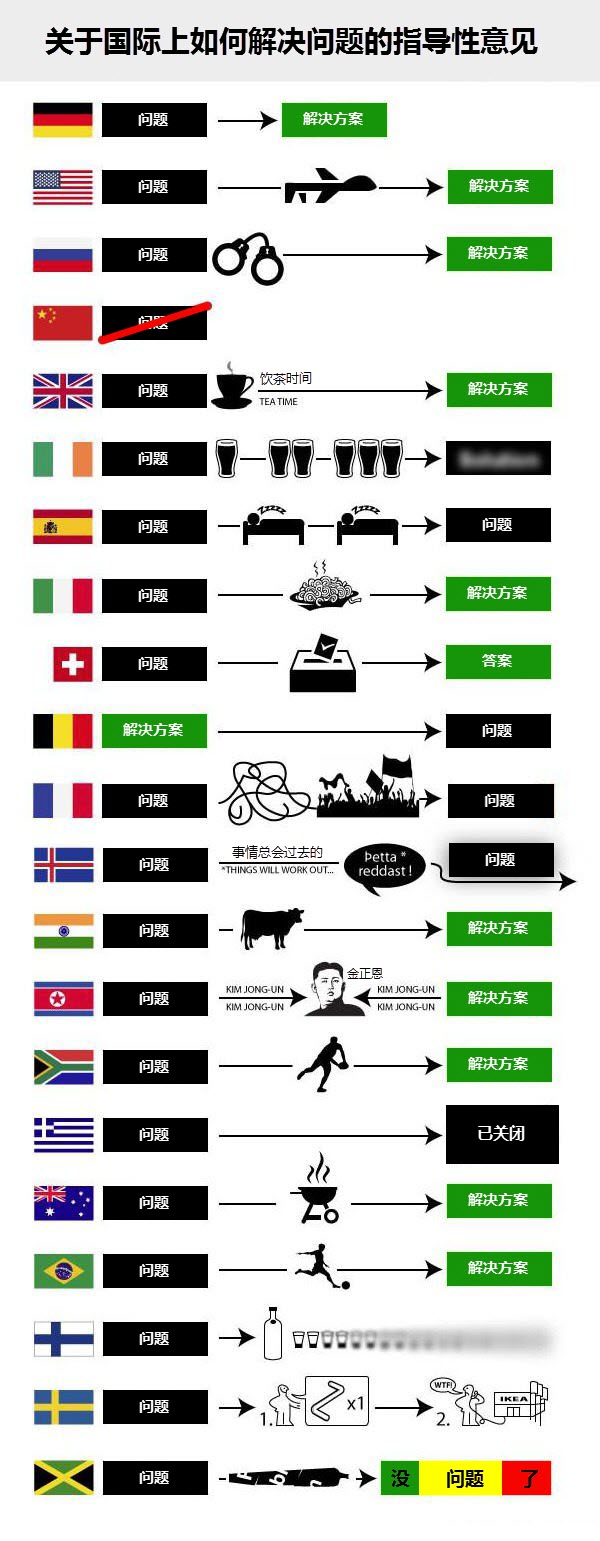 关于国际上如何解决问题的指导性意见
问题 解决方案
问题 解决方案
问题 解决方案
问题
问题 饮茶时间 解决方案
TEA TIME
问题 Solution
问题 问题
问题 解决方案
问题 答案
解决方案 问题
问题 问题
问题 事情总会过去的 Þetta * 问题
*THINGS WILL WORK OUT... reddast !
问题 解决方案
问题 KIM JONG-UN 金正恩 KIM JONG-UN 解决方案
KIM JONG-UN KIM JONG-UN
问题 解决方案
问题 已关闭
问题 解决方案
问题 解决方案
问题
问题 1. x1 2. WTF! IKEA
问题 没 问题 了